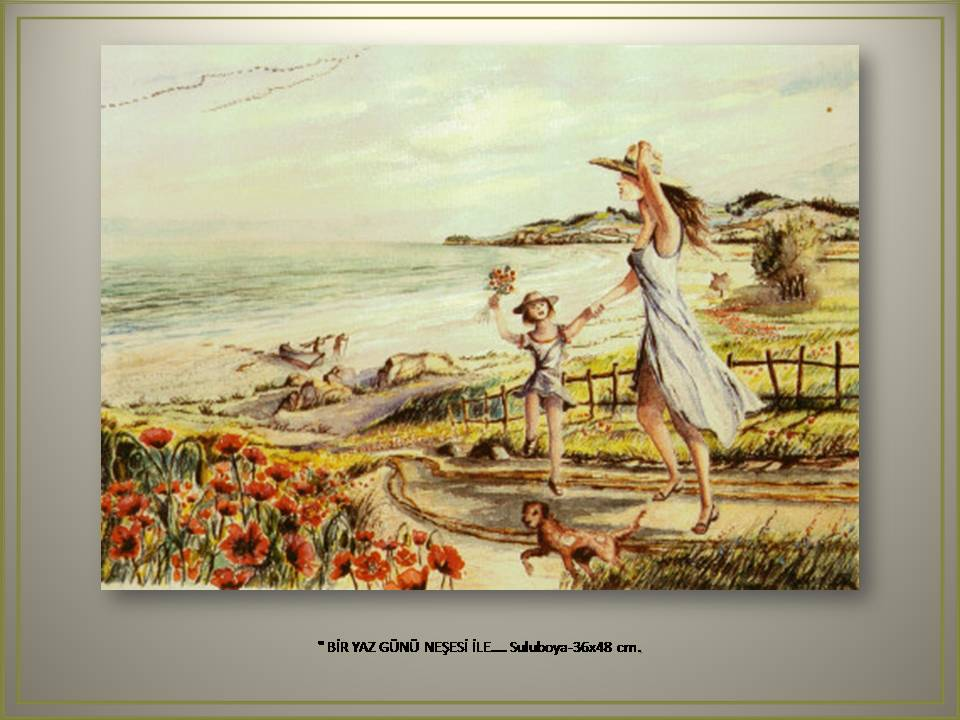 " BİR YAZ GÜNÜ NEŞESİ İLE.... Suluboya-36x48 cm.